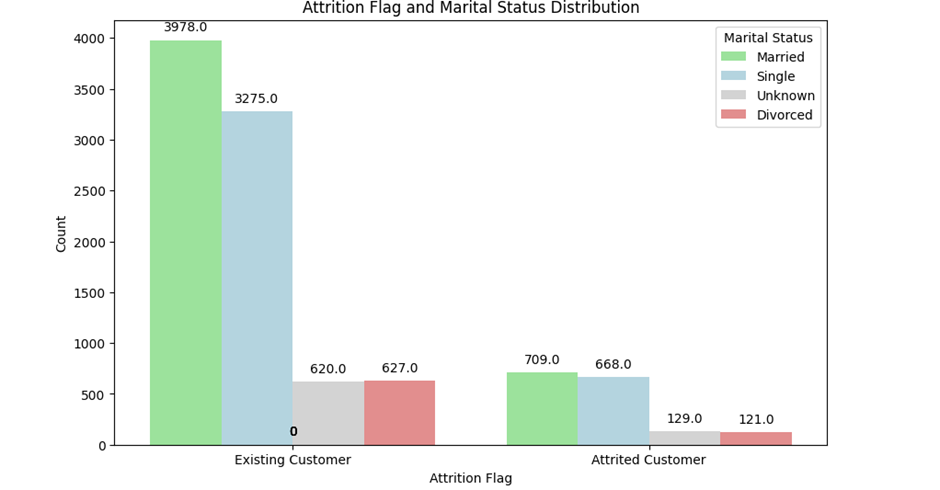 Attrition Flag and Marital Status Distribution
3978.0
4000
Marital Status
Married
Single
Unknown
Divorced
3500
3275.0
3000
2500
Count
2000
1500
1000
709.0
668.0
620.0
627.0
500
129.0
121.0
0
0
Existing Customer
Attrited Customer
Attrition Flag